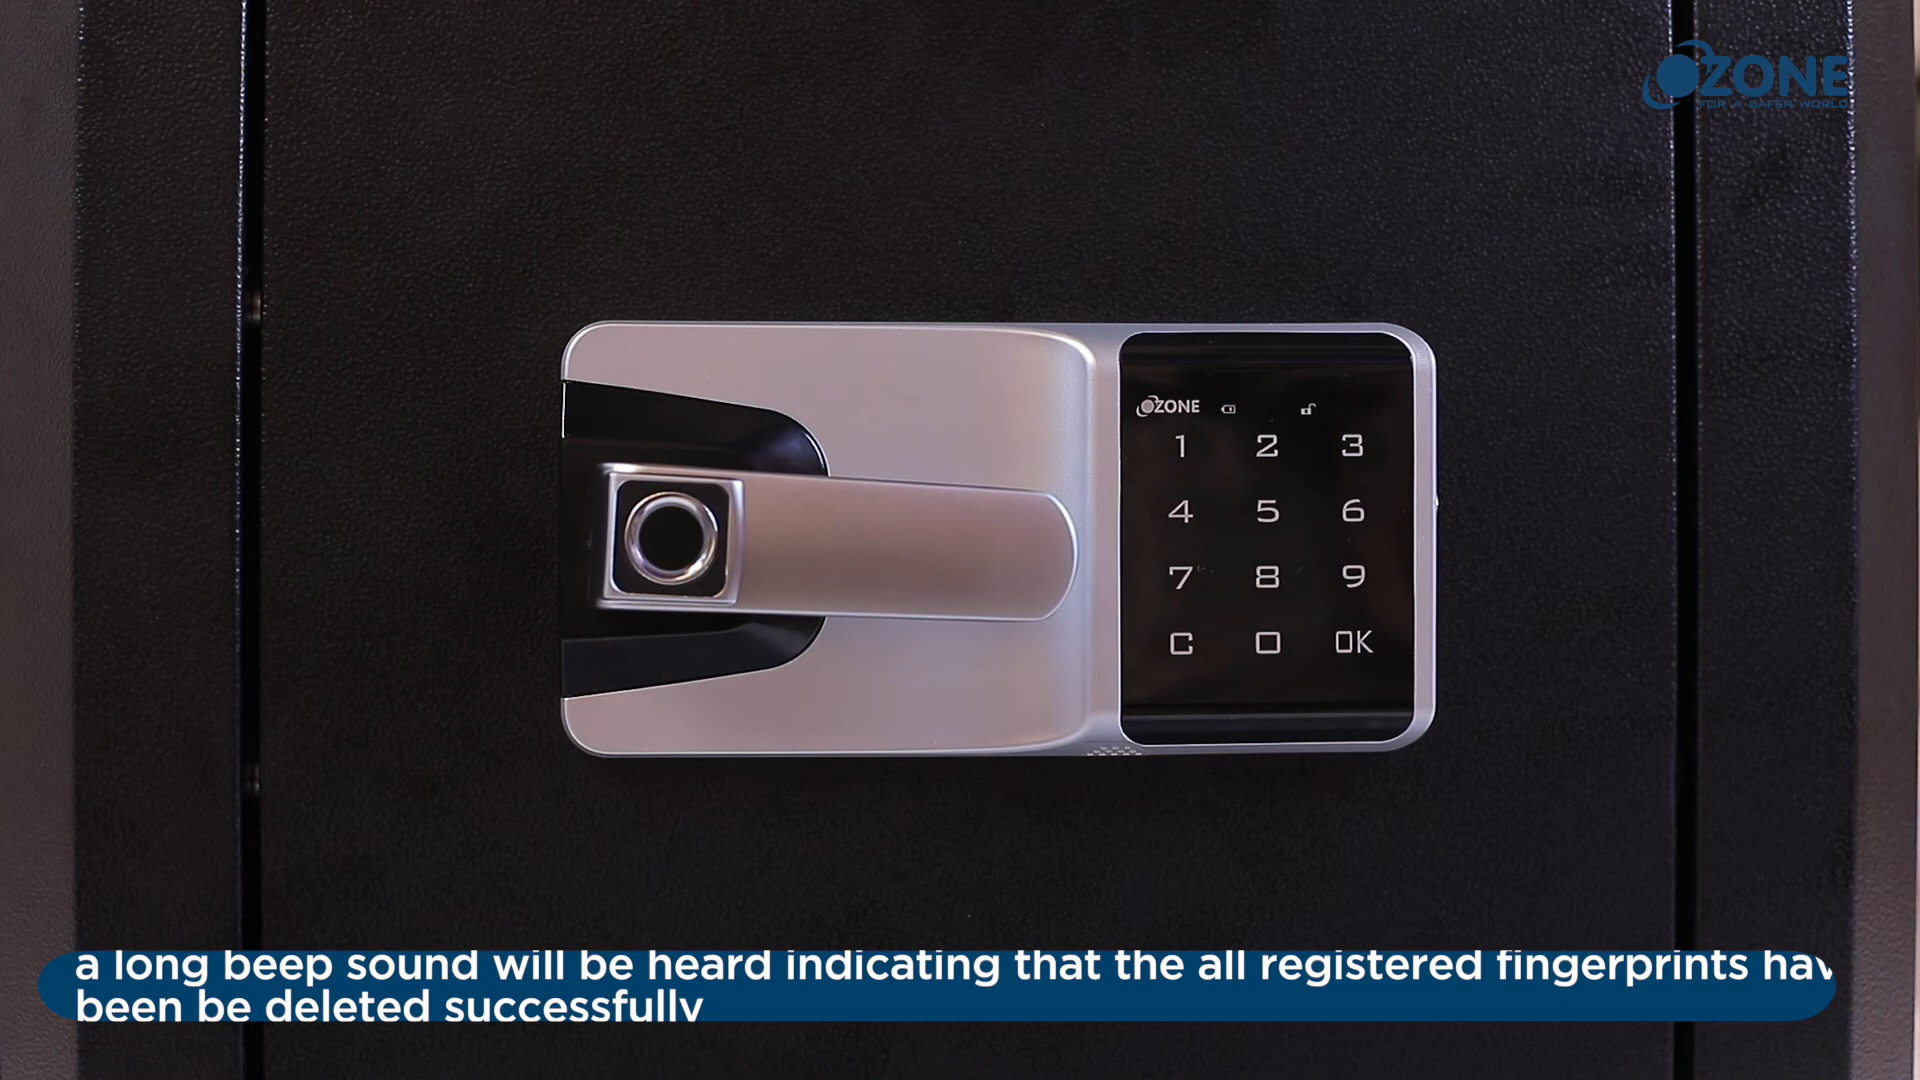 OZONE
FOR A SAFER WORLD
OZONE
1 2 3
4 5 6
7 8 9
C 0 OK
a long beep sound will be heard indicating that the all registered fingerprints hav
been be deleted successfully